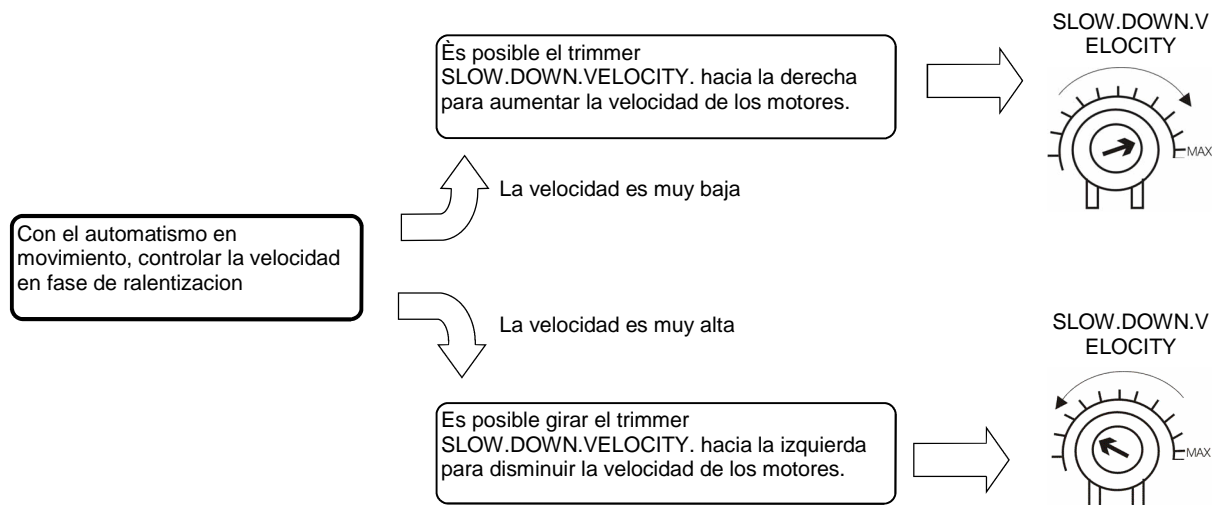 SLOW.DOWN.V
ELOCITY
Ès posible el trimmer
SLOW.DOWN.VELOCITY. hacia la derecha
para aumentar la velocidad de los motores.
MAX
La velocidad es muy baja
Con el automatismo en
movimiento, controlar la velocidad
en fase de ralentizacion
La velocidad es muy alta
SLOW.DOWN.V
ELOCITY
Es posible girar el trimmer
SLOW.DOWN.VELOCITY. hacia la izquierda
para disminuir la velocidad de los motores.
MAX